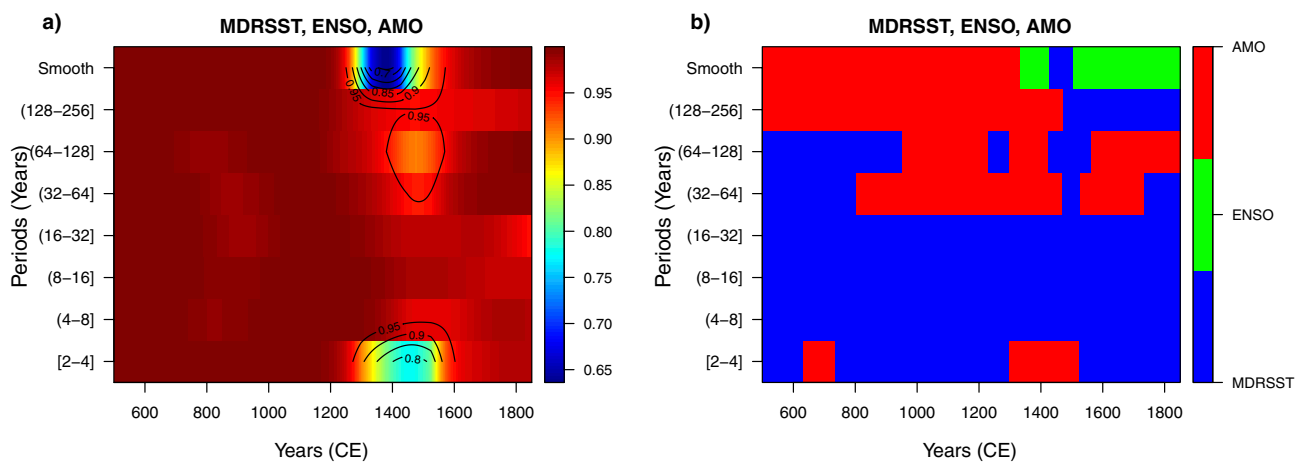 a)
MDRSST, ENSO, AMO
Periods (Years)
Smooth
(128−256]
(64−128]
(32−64]
(16−32]
(8−16]
(4−8]
[2−4]
600 800 1000 1200 1400 1600 1800
Years (CE)
0.95
0.85
0.9
0.95
0.95
0.9
0.8
0.95
0.90
0.85
0.80
0.75
0.70
0.65
b)
MDRSST, ENSO, AMO
Periods (Years)
Smooth
(128−256]
(64−128]
(32−64]
(16−32]
(8−16]
(4−8]
[2−4]
600 800 1000 1200 1400 1600 1800
Years (CE)
AMO
ENSO
MDRSST